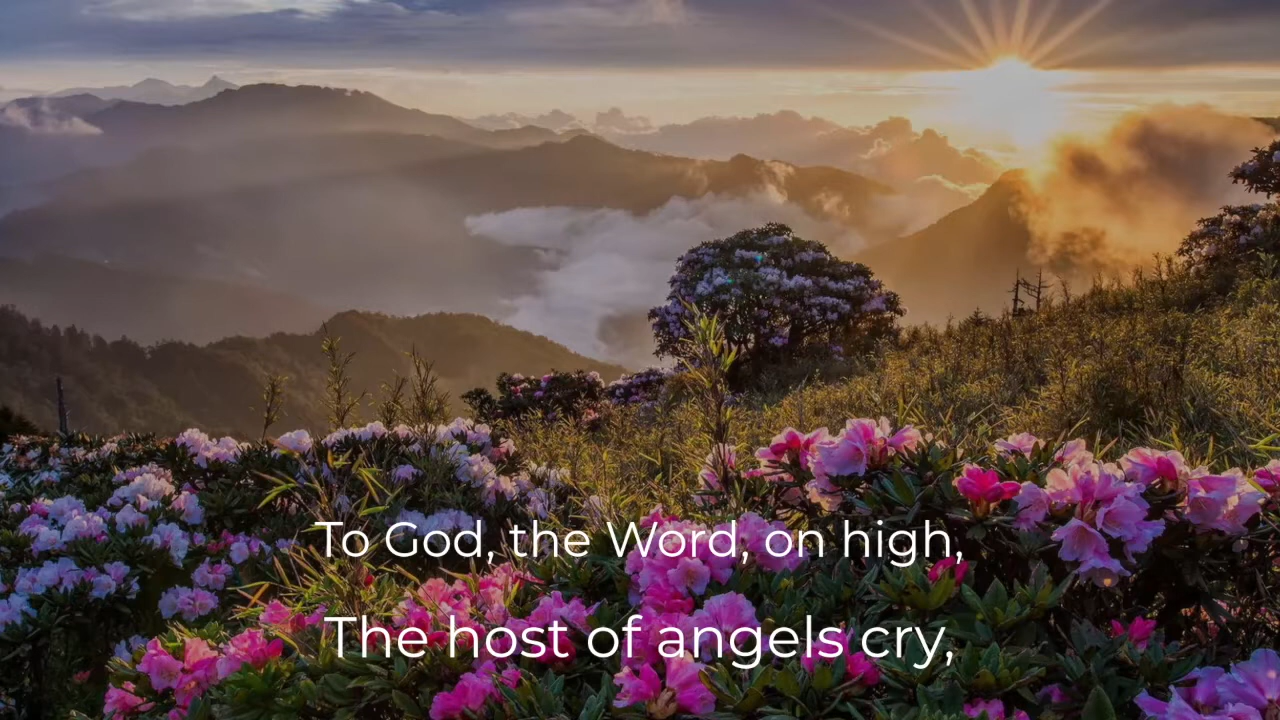 To God, the Word, on high,
The host of angels cry,